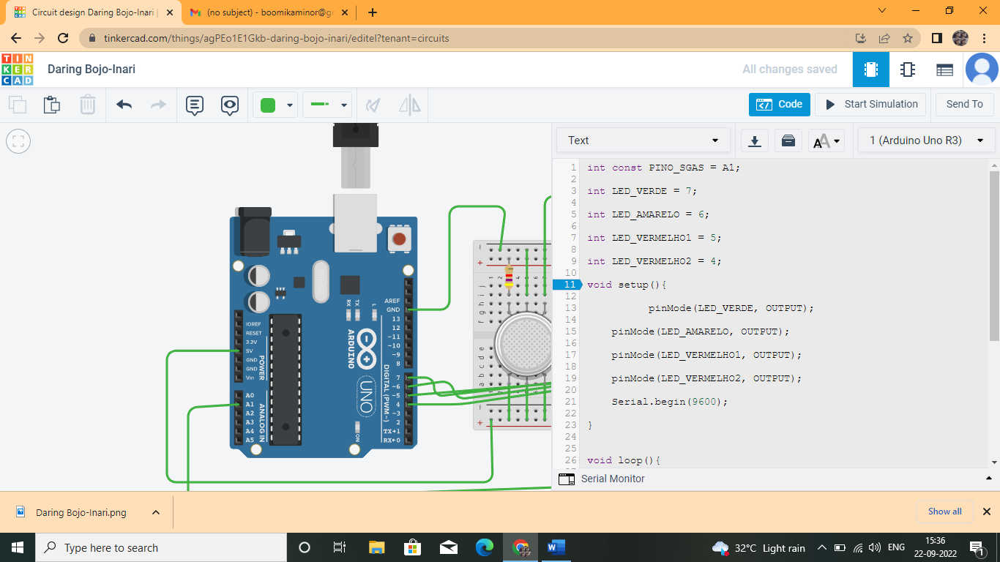 Circuit design Daring Bojo-Inari |
(no subject) - boomikaminor@gr
tinkercad.com/things/agPEo1E1Gkb-daring-bojo-inari/editel?tenant=circuits
TIN
KER
CAD
Daring Bojo-Inari
All changes saved
Code
Start Simulation
Send To
Text
1 (Arduino Uno R3)
1 int const PINO_SGAS = A1;
2
3 int LED_VERDE = 7;
4
5 int LED_AMARELO = 6;
6
7 int LED_VERMELHO1 = 5;
8
9 int LED_VERMELHO2 = 4;
10
11 void setup(){
12
13 pinMode(LED_VERDE, OUTPUT);
14
15 pinMode(LED_AMARELO, OUTPUT);
16
17 pinMode(LED_VERMELHO1, OUTPUT);
18
19 pinMode(LED_VERMELHO2, OUTPUT);
20
21 Serial.begin(9600);
22
23 }
24
25
26 void loop(){
Serial Monitor
AREF
GND
13
12
~11
~10
~9
8
7
~6
~5
4
~3
2
TX→1
RX←0
DIGITAL (PWM~)
IOREF
RESET
3.3V
5V
GND
GND
Vin
POWER
A0
A1
A2
A3
A4
A5
ANALOG IN
RX
TX
L
ARDUINO
UNO
ON
a b c d e
f g h i j
Daring Bojo-Inari.png
Show all
Type here to search
32°C Light rain
ENG
15:36
22-09-2022
1